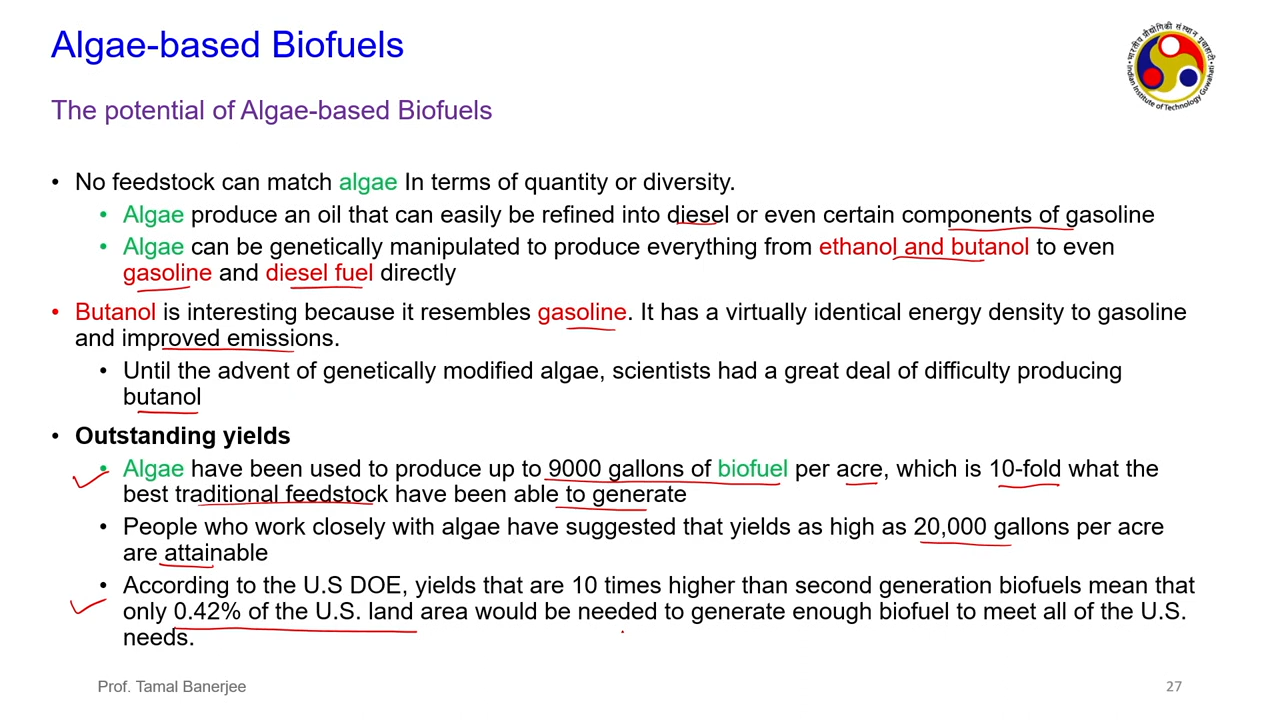 Algae-based Biofuels
भारतीय प्रौद्योगिकी संस्थान गुवाहाटी
Indian Institute of Technology Guwahati
The potential of Algae-based Biofuels
• No feedstock can match algae In terms of quantity or diversity.
• Algae produce an oil that can easily be refined into diesel or even certain components of gasoline
• Algae can be genetically manipulated to produce everything from ethanol and butanol to even
gasoline and diesel fuel directly
• Butanol is interesting because it resembles gasoline. It has a virtually identical energy density to gasoline
and improved emissions.
• Until the advent of genetically modified algae, scientists had a great deal of difficulty producing
butanol
• Outstanding yields
• Algae have been used to produce up to 9000 gallons of biofuel per acre, which is 10-fold what the
best traditional feedstock have been able to generate
• People who work closely with algae have suggested that yields as high as 20,000 gallons per acre
are attainable
• According to the U.S DOE, yields that are 10 times higher than second generation biofuels mean that
only 0.42% of the U.S. land area would be needed to generate enough biofuel to meet all of the U.S.
needs.
Prof. Tamal Banerjee
27